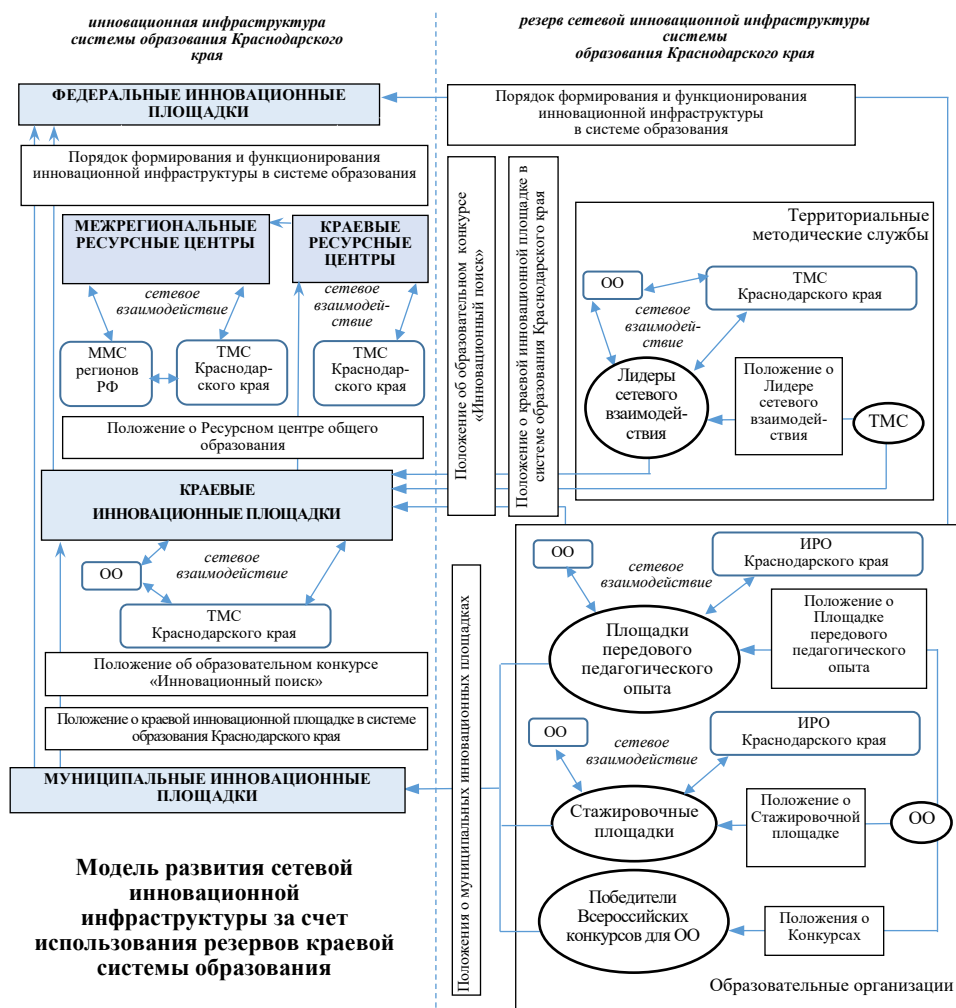 инновационная инфраструктура
системы образования Краснодарского
края
резерв сетевой инновационной инфраструктуры
системы
образования Краснодарского края
ФЕДЕРАЛЬНЫЕ ИННОВАЦИОННЫЕ
ПЛОЩАДКИ
Порядок формирования и функционирования
инновационной инфраструктуры
в системе образования
Порядок формирования и функционирования
инновационной инфраструктуры в системе образования
МЕЖРЕГИОНАЛЬНЫЕ
РЕСУРСНЫЕ ЦЕНТРЫ
КРАЕВЫЕ
РЕСУРСНЫЕ
ЦЕНТРЫ
сетевое
взаимодействие
сетевое
взаимодей-
ствие
ММС
регионов
РФ
ТМС
Краснодар-
ского края
ТМС
Краснодар-
ского края
Положение о Ресурсном центре общего
образования
КРАЕВЫЕ
ИННОВАЦИОННЫЕ ПЛОЩАДКИ
ОО
сетевое
взаимодействие
ТМС
Краснодарского края
Положение об образовательном конкурсе
«Инновационный поиск»
Положение о краевой инновационной площадке в системе
образования Краснодарского края
МУНИЦИПАЛЬНЫЕ ИННОВАЦИОННЫЕ
ПЛОЩАДКИ
Модель развития сетевой
инновационной
инфраструктуры за счет
использования резервов краевой
системы образования
Положение об образовательном конкурсе
«Инновационный поиск»
Положение о краевой инновационной площадке в
системе образования Краснодарского края
Положения о муниципальных инновационных площадках
Территориальные
методические службы
ОО
ТМС
Краснодарского края
сетевое
взаимодей-
ствие
Лидеры
сетевого
взаимодей-
ствия
Положение о
Лидере
сетевого
взаимодей-
ствия
ТМС
ОО
сетевое
взаимодействие
ИРО
Краснодарского края
Площадки
передового
педагогического
опыта
Положение о
Площадке
передового
педагогического
опыта
ОО
сетевое
взаимодействие
ИРО
Краснодарского края
Стажировочные
площадки
Положение о
Стажировочной
площадке
ОО
Победители
Всероссийских
конкурсов для ОО
Положения о
Конкурсах
Образовательные организации